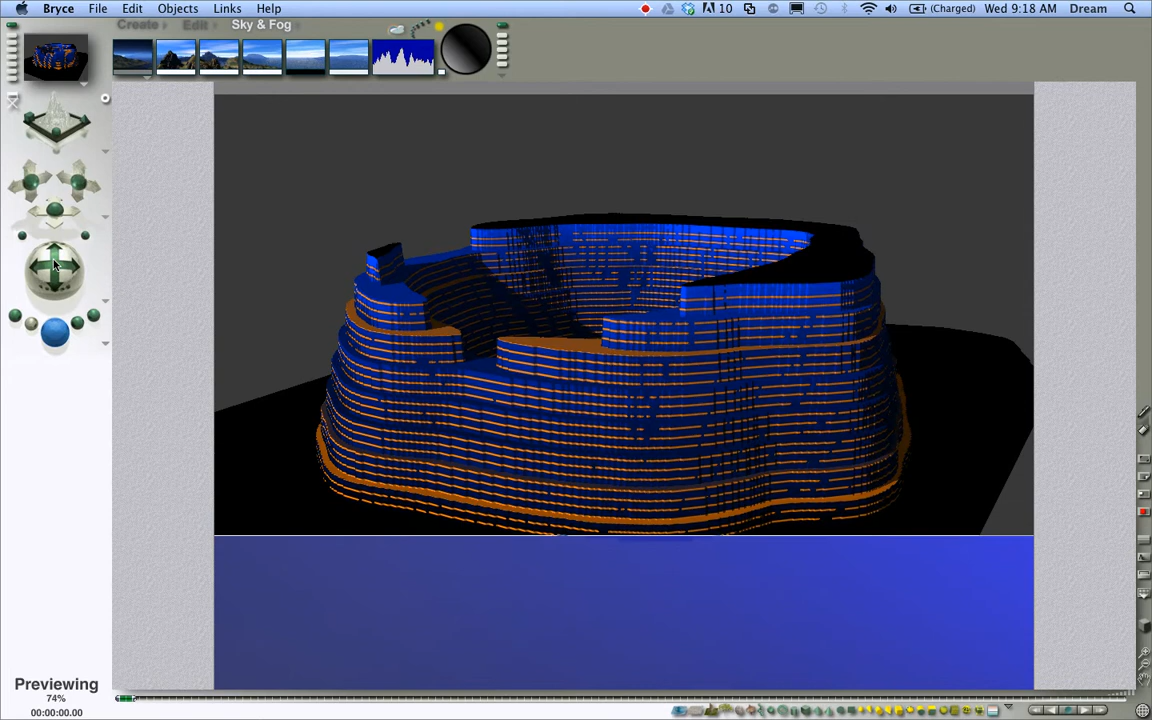 Bryce File Edit Objects Links Help 10 (Charged) Wed 9:18 AM Dream
Create Edit Sky & Fog
Previewing
74%
00:00:00.00